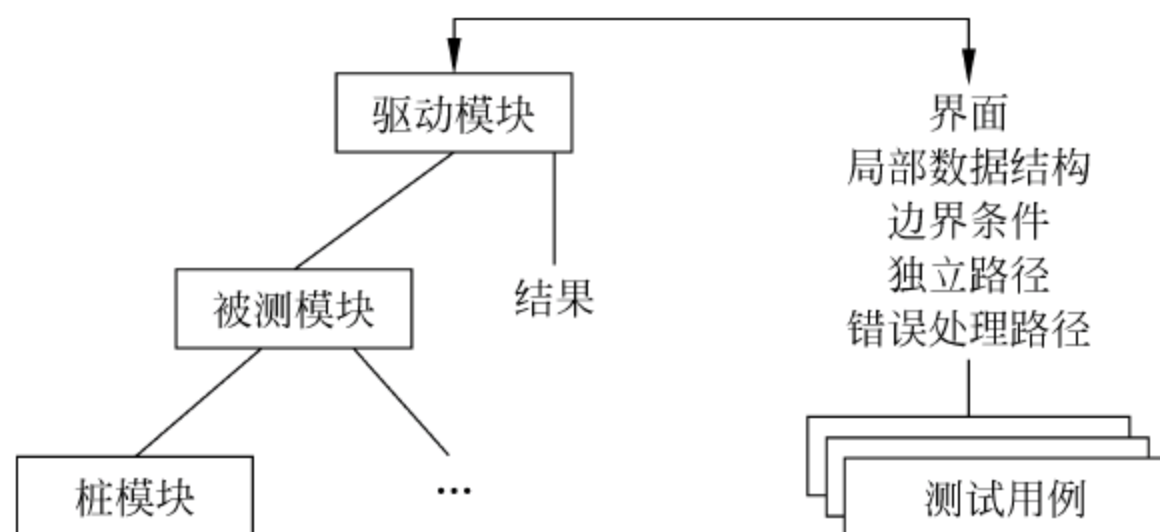 驱动模块
界面
局部数据结构
边界条件
独立路径
错误处理路径
被测模块
结果
桩模块
...
测试用例